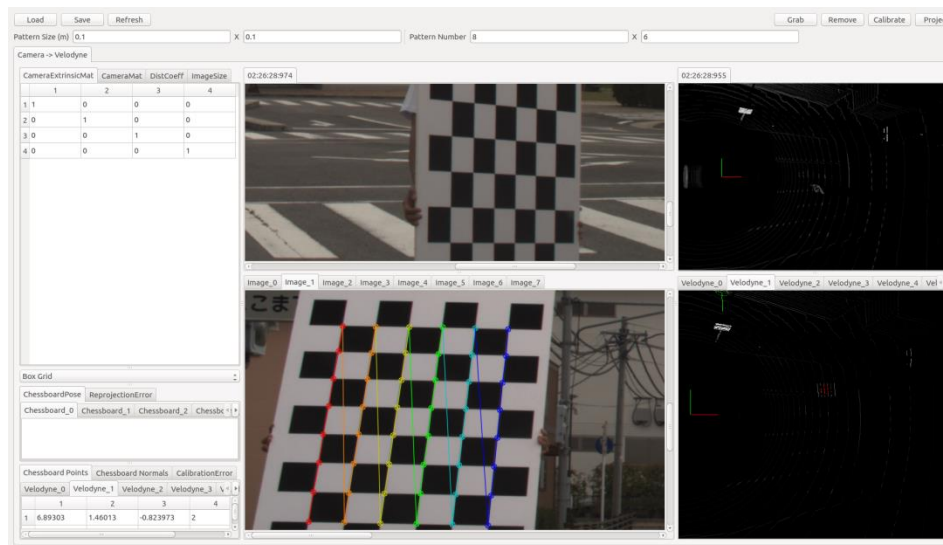 Load Save Refresh Grab Remove Calibrate Proje
Pattern Size (m) 0.1 X 0.1 Pattern Number 8 X 6
Camera -> Velodyne
CameraExtrinsicMat CameraMat DistCoeff ImageSize
1 2 3 4
1 1 0 0 0
2 0 1 0 0
3 0 0 1 0
4 0 0 0 1
Box Grid
ChessboardPose ReprojectionError
Chessboard_0 Chessboard_1 Chessboard_2 Chessbc
Chessboard Points Chessboard Normals CalibrationError
Velodyne_0 Velodyne_1 Velodyne_2 Velodyne_3
1 2 3 4
1 6.89303 1.46013 -0.823973 2
02:26:28:974
Image_0 Image_1 Image_2 Image_3 Image_4 Image_5 Image_6 Image_7
こま
02:26:28:955
Velodyne_0 Velodyne_1 Velodyne_2 Velodyne_3 Velodyne_4 Vel